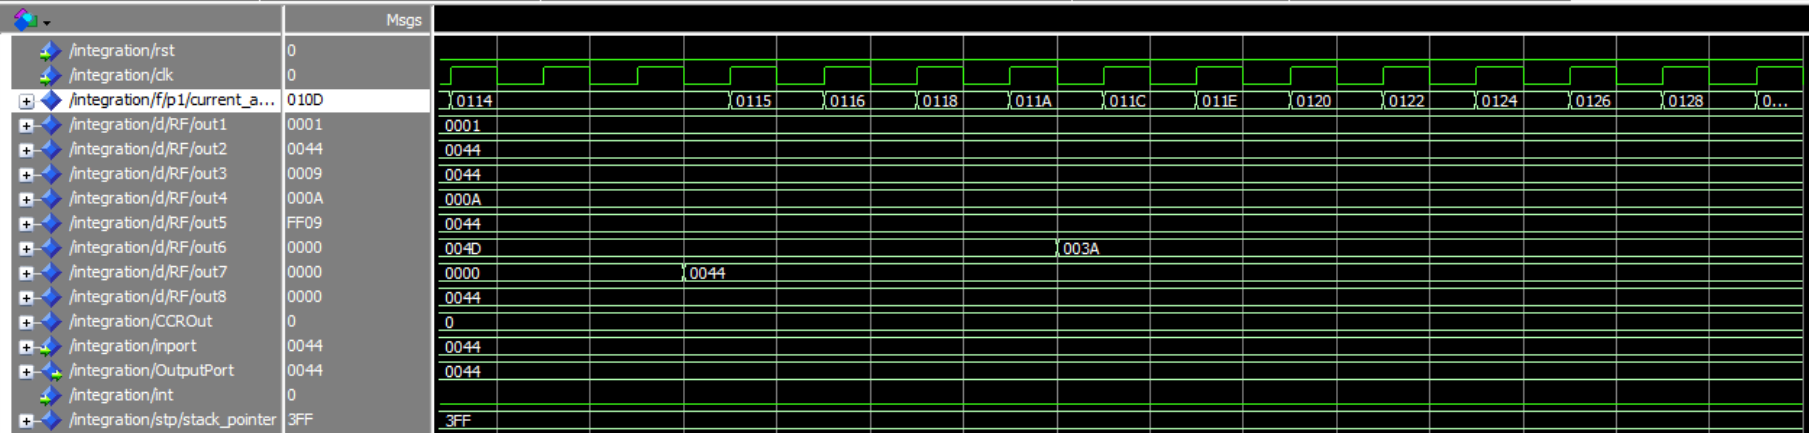 Msgs
/integration/rst 0
/integration/clk 0
/integration/f/p1/current_a... 010D 0114 0115 0116 0118 011A 011C 011E 0120 0122 0124 0126 0128 0...
/integration/d/RF/out1 0001 0001
/integration/d/RF/out2 0044 0044
/integration/d/RF/out3 0009 0044
/integration/d/RF/out4 000A 000A
/integration/d/RF/out5 FF09 0044
/integration/d/RF/out6 0000 004D 003A
/integration/d/RF/out7 0000 0000 0044
/integration/d/RF/out8 0000 0044
/integration/CCROut 0 0
/integration/inport 0044 0044
/integration/OutputPort 0044 0044
/integration/int 0
/integration/stp/stack_pointer 3FF 3FF